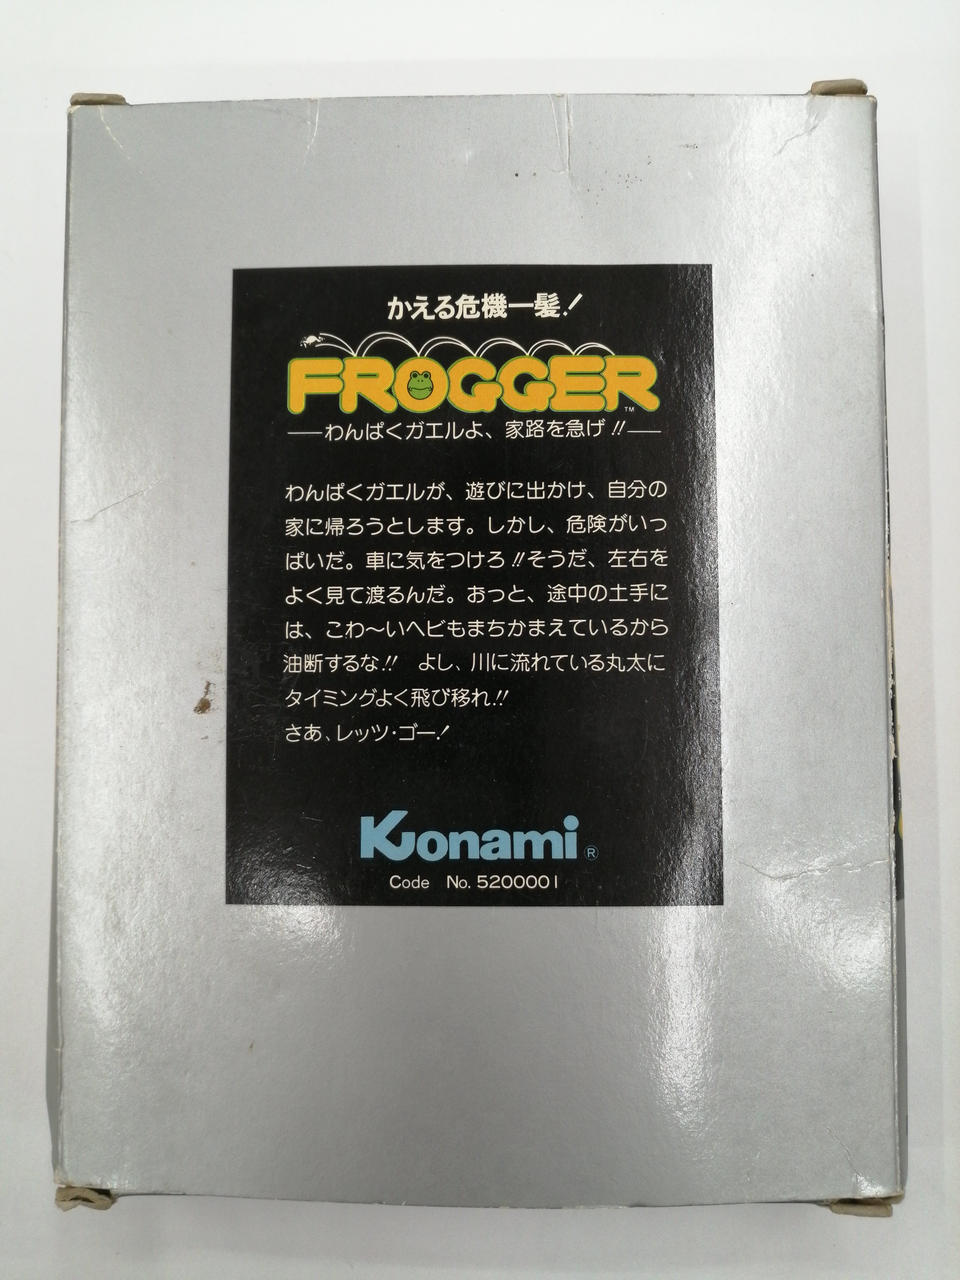 かえる危機一髪!
FROGGER™
わんぱくガエルよ、家路を急げ!!
わんぱくガエルが、遊びに出かけ、自分の
家に帰ろうとします。しかし、危険がいっ
ぱいだ。車に気をつけろ!!そうだ、左右を
よく見て渡るんだ。おっと、途中の土手に
は、こわ〜いヘビもまちかまえているから
油断するな!!　よし、川に流れている丸太に
タイミングよく飛び移れ!!
さあ、レッツ・ゴー!
Konami®
Code No. 5200001